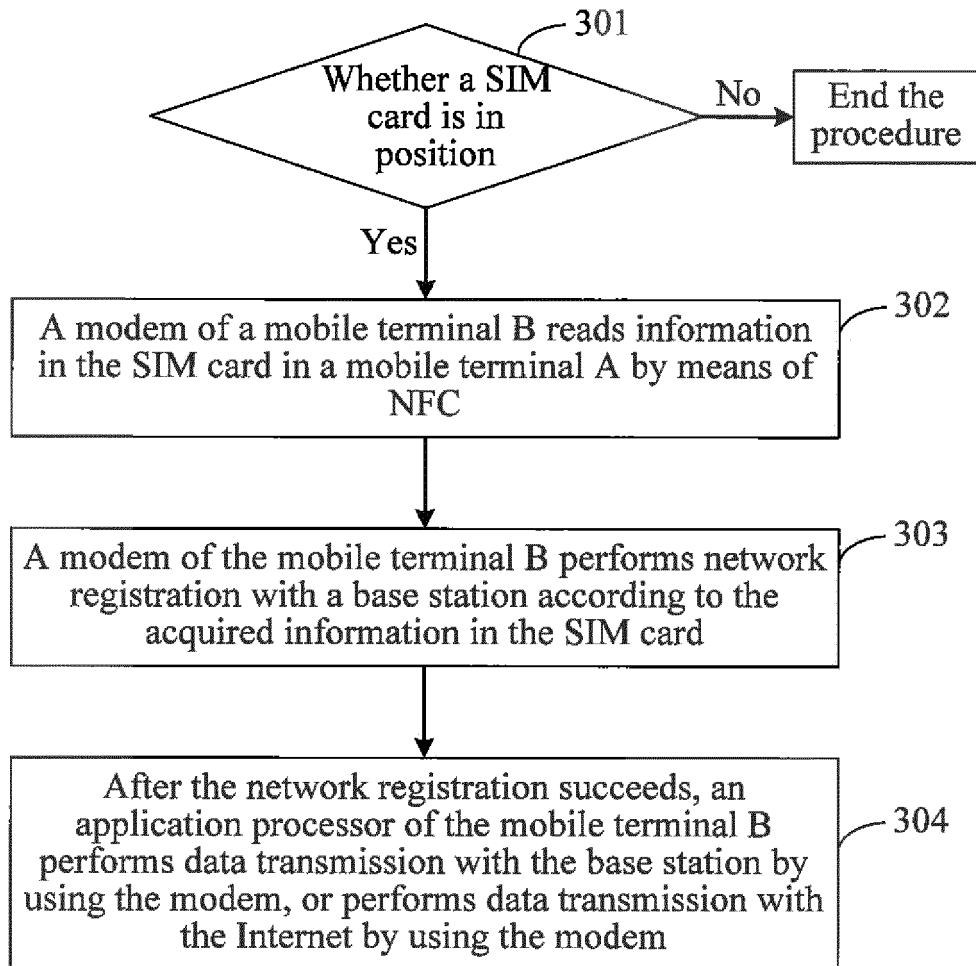 301
Whether a SIM
card is in
position
No
End the
procedure
Yes
302
A modem of a mobile terminal B reads information
in the SIM card in a mobile terminal A by means of
NFC
303
A modem of the mobile terminal B performs network
registration with a base station according to the
acquired information in the SIM card
304
After the network registration succeeds, an
application processor of the mobile terminal B
performs data transmission with the base station by
using the modem, or performs data transmission with
the Internet by using the modem